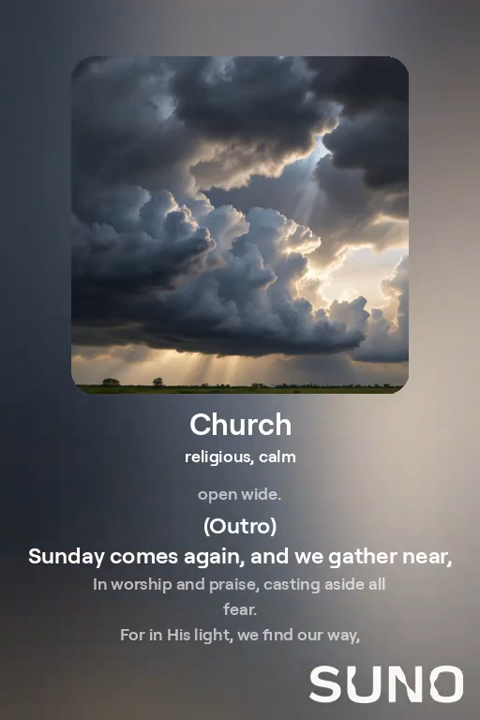 Church
religious, calm
open wide.
(Outro)
Sunday comes again, and we gather near,
In worship and praise, casting aside all
fear.
For in His light, we find our way,
SUNO